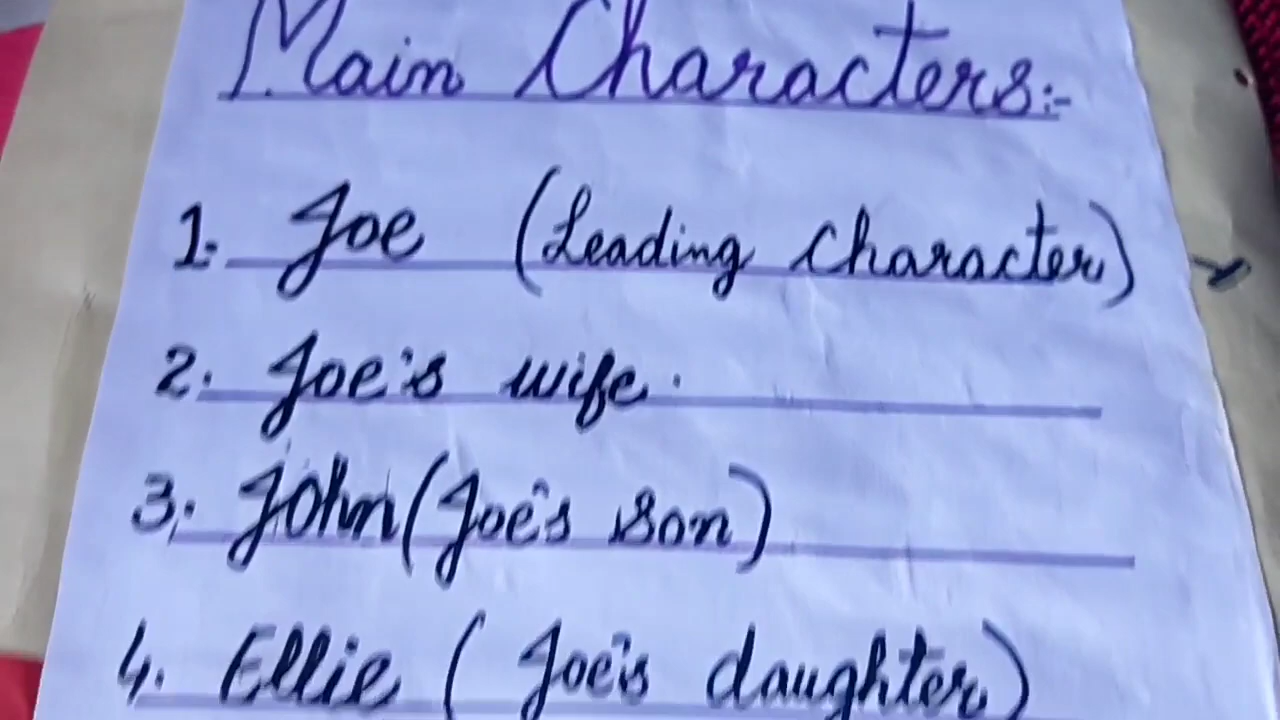 Main Characters:-
1. Joe (Leading Character)
2. Joe's wife.
3. John (Joe's son)
4. Ellie ( Joe's daughter)